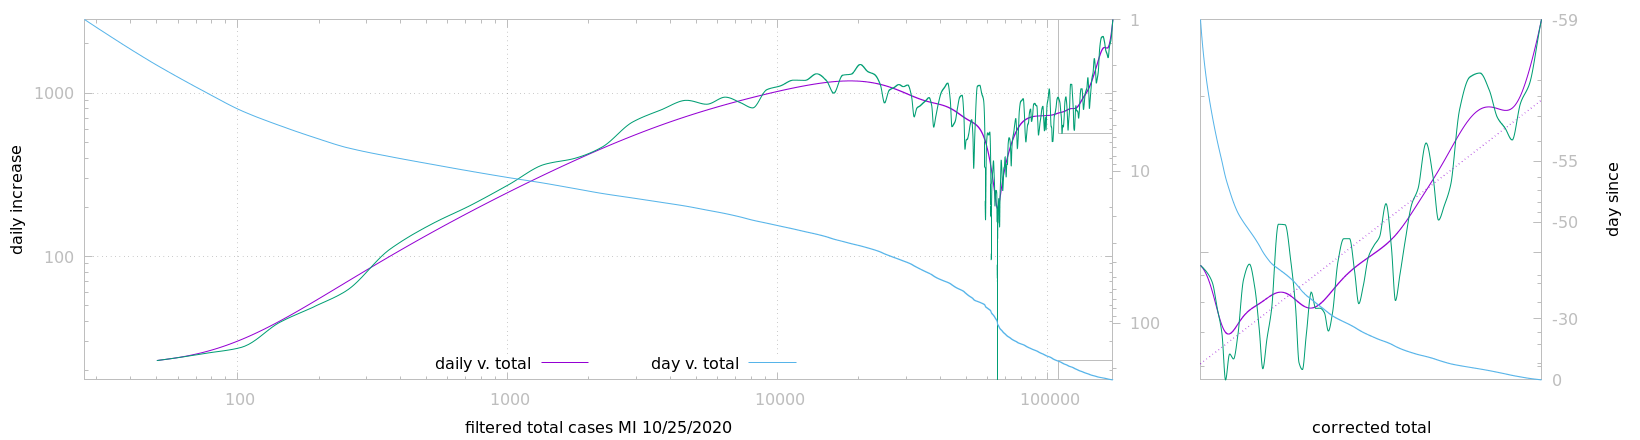 daily increase
1000
100
daily v. total
day v. total
1
10
100
100
1000
10000
100000
filtered total cases MI 10/25/2020
-59
-55
-50
-30
0
day since
corrected total